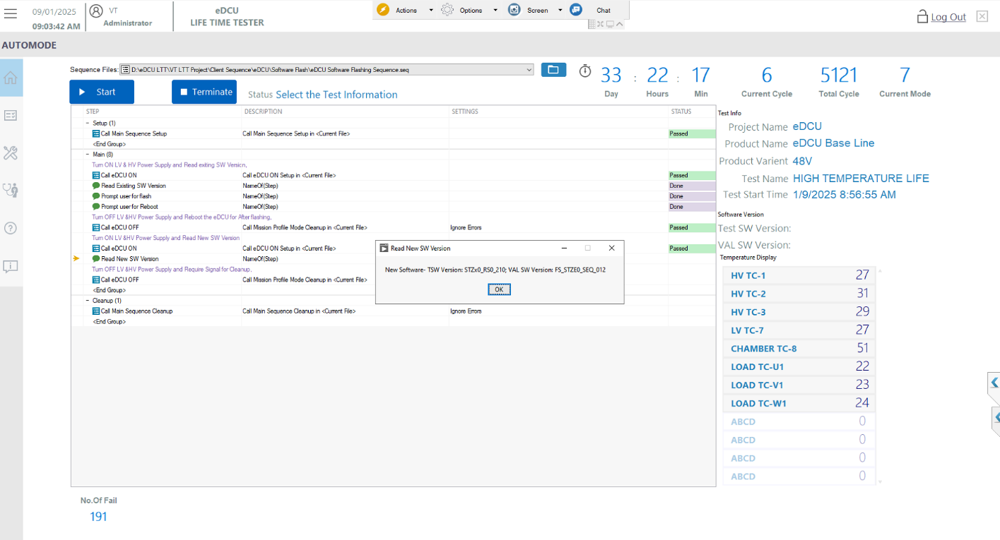 09/01/2025
09:03:42 AM
VT
Administrator
eDCU
LIFE TIME TESTER
Actions
Options
Screen
Chat
Log Out
AUTOMODE
Sequence Files: D:\eDCU LTT\VT LTT Project\Client Sequence\eDCU\Software Flash\eDCU Software Flashing Sequence.seq
33 : 22 : 17
Day Hours Min
6 5121 7
Current Cycle Total Cycle Current Mode
Start
Terminate
Status Select the Test Information
STEP DESCRIPTION SETTINGS STATUS
− Setup (1)
Call Main Sequence Setup Call Main Sequence Setup in <Current File> Passed
<End Group>
− Main (8)
Turn ON LV & HV Power Supply and Read exiting SW Version,
Call eDCU ON Call eDCU ON Setup in <Current File> Passed
Read Existing SW Version NameOf(Step) Done
Prompt user for flash NameOf(Step) Done
Prompt user for Reboot NameOf(Step) Done
Turn OFF LV &HV Power Supply and Reboot the eDCU for After flashing,
Call eDCU OFF Call Mission Profile Mode Cleanup in <Current File> Ignore Errors Passed
Turn ON LV &HV Power Supply and Read New SW Version
Call eDCU ON Call eDCU ON Setup in <Current File> Passed
Read New SW Version NameOf(Step)
Turn OFF LV &HV Power Supply and Require Signal for Cleanup,
Call eDCU OFF Call Mission Profile Mode Cleanup in <Current File>
<End Group>
− Cleanup (1)
Call Main Sequence Cleanup Call Main Sequence Cleanup in <Current File> Ignore Errors
<End Group>
Read New SW Version
New Software- TSW Version: STZx0_RS0_210; VAL SW Version: FS_STZE0_SEQ_012
OK
Test Info
Project Name eDCU
Product Name eDCU Base Line
Product Varient 48V
Test Name HIGH TEMPERATURE LIFE
Test Start Time 1/9/2025 8:56:55 AM
Software Version
Test SW Version:
VAL SW Version:
Temperature Display
HV TC-1 27
HV TC-2 31
HV TC-3 29
LV TC-7 27
CHAMBER TC-8 51
LOAD TC-U1 22
LOAD TC-V1 23
LOAD TC-W1 24
ABCD 0
ABCD 0
ABCD 0
ABCD 0
No.Of Fail
191